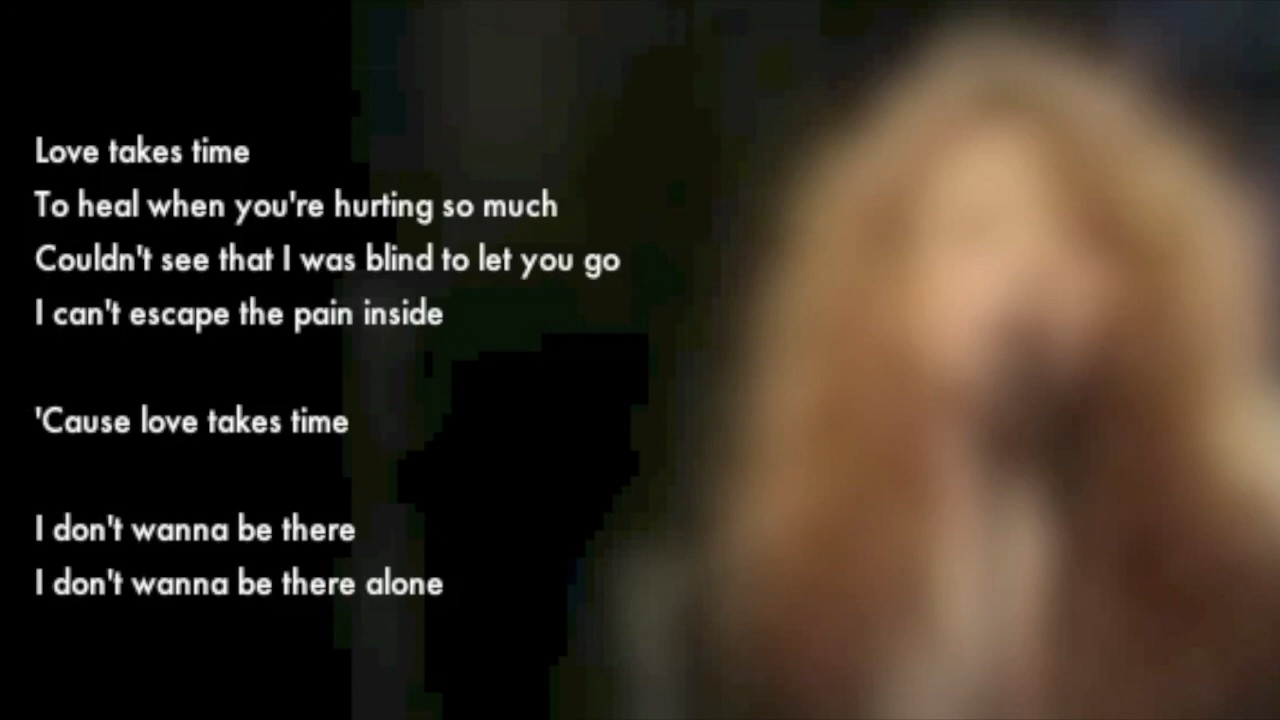 Love takes time
To heal when you're hurting so much
Couldn't see that I was blind to let you go
I can't escape the pain inside
'Cause love takes time
I don't wanna be there
I don't wanna be there alone